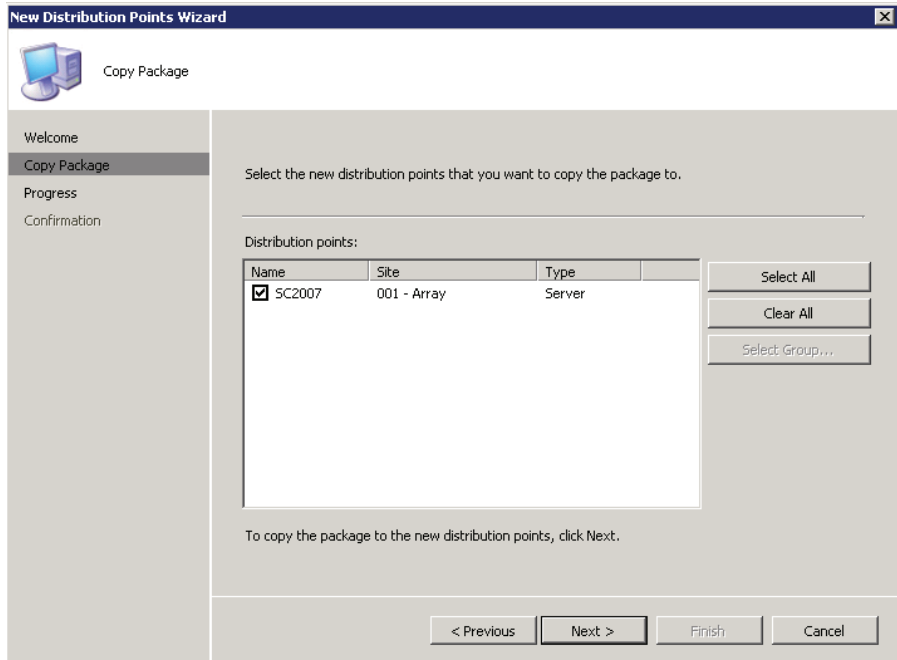 New Distribution Points Wizard
Copy Package
Welcome
Copy Package
Progress
Confirmation
Select the new distribution points that you want to copy the package to.
Distribution points:
Name Site Type
SC2007 001 - Array Server
Select All
Clear All
Select Group...
To copy the package to the new distribution points, click Next.
< Previous Next > Finish Cancel